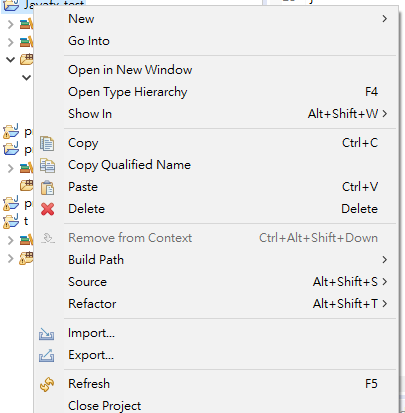 Javafx-test
New
Go Into
Open in New Window
Open Type Hierarchy F4
Show In Alt+Shift+W
Copy Ctrl+C
Copy Qualified Name
Paste Ctrl+V
Delete Delete
Remove from Context Ctrl+Alt+Shift+Down
Build Path
Source Alt+Shift+S
Refactor Alt+Shift+T
Import...
Export...
Refresh F5
Close Project